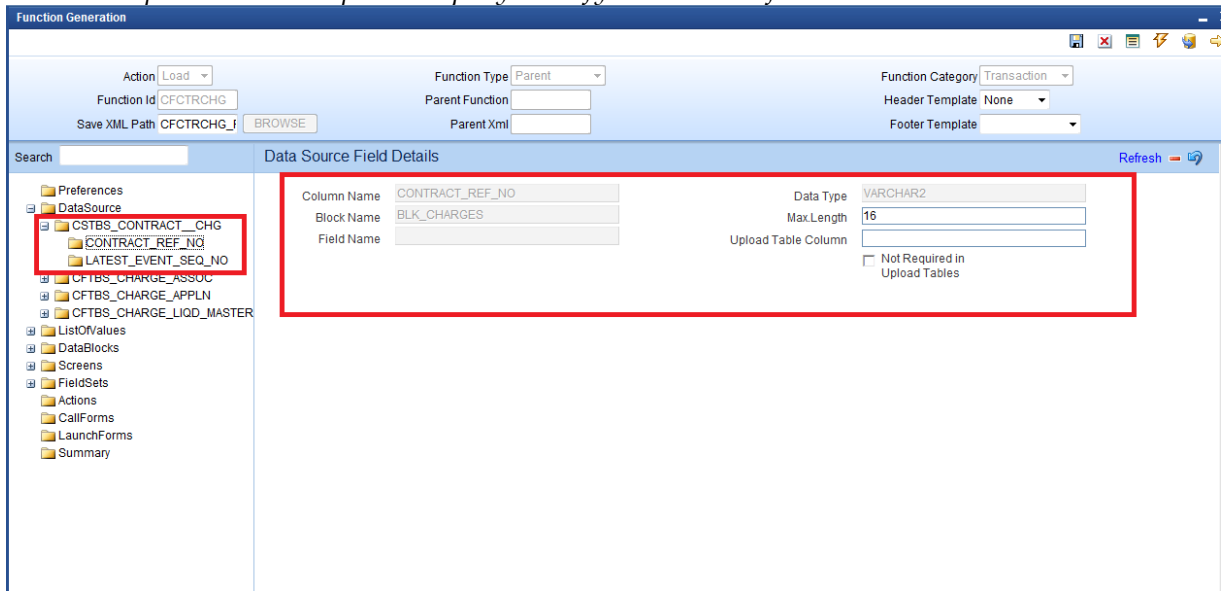 Function Generation
Action Load Function Type Parent Function Category Transaction
Function Id CFCTRCHG Parent Function Header Template None
Save XML Path CFCTRCHG_ BROWSE Parent Xml Footer Template
Search Data Source Field Details Refresh
Preferences
DataSource
CSTBS_CONTRACT__CHG
CONTRACT_REF_NO
LATEST_EVENT_SEQ_NO
CFTBS_CHARGE_ASSOC
CFTBS_CHARGE_APPLN
CFTBS_CHARGE_LIQD_MASTER
ListOfValues
DataBlocks
Screens
FieldSets
Actions
CallForms
LaunchForms
Summary
Column Name CONTRACT_REF_NO Data Type VARCHAR2
Block Name BLK_CHARGES Max.Length 16
Field Name Upload Table Column
Not Required in
Upload Tables